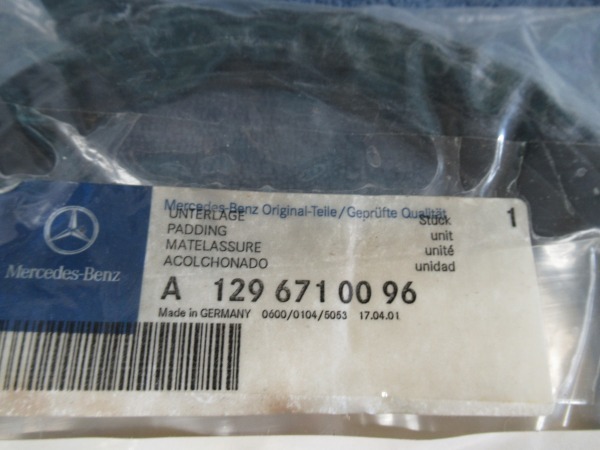 Mercedes-Benz Original-Teile/Geprüfte Qualität
UNTERLAGE Stück 1
PADDING unit
MATELASSURE unité
ACOLCHONADO unidad
Mercedes-Benz
A 129 671 00 96
Made in GERMANY 0600/0104/5053 17.04.01